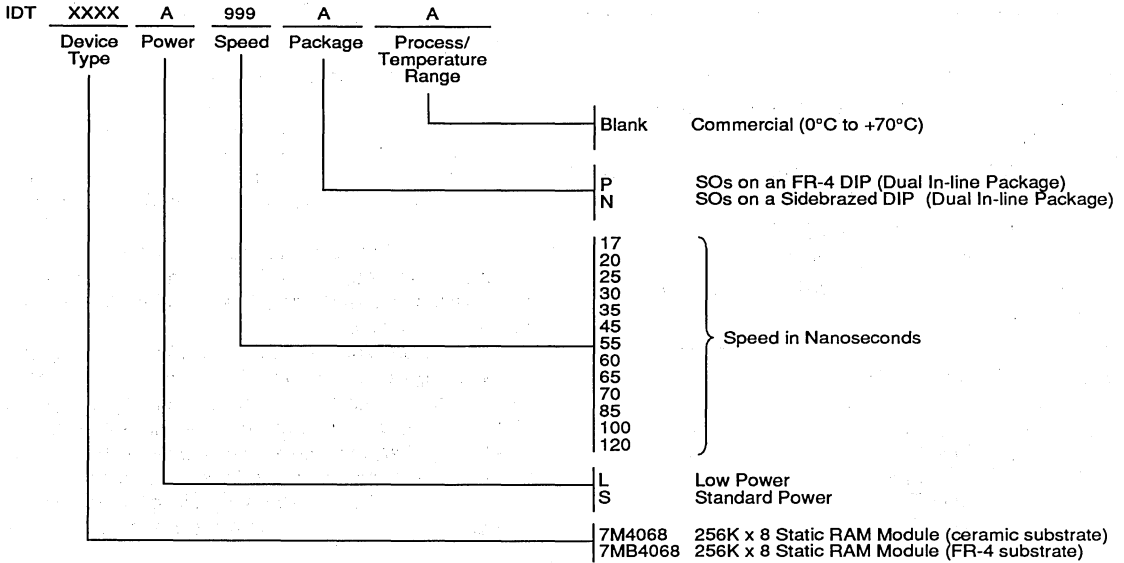 IDT XXXX A 999 A A
Device Type Power Speed Package Process/ Temperature Range
Blank Commercial (0°C to +70°C)
P SOs on an FR-4 DIP (Dual In-line Package)
N SOs on a Sidebrazed DIP (Dual In-line Package)
17
20
25
30
35
45
55
60
65
70
85
100
120
Speed in Nanoseconds
L Low Power
S Standard Power
7M4068 256K x 8 Static RAM Module (ceramic substrate)
7MB4068 256K x 8 Static RAM Module (FR-4 substrate)